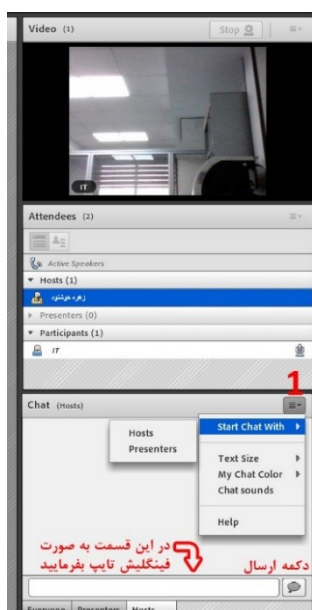 Video (1)
Stop
IT
Attendees (2)
Active Speakers
Hosts (1)
زهره خوشنود
Presenters (0)
Participants (1)
IT
1
Chat (Hosts)
Start Chat With
Hosts
Presenters
Text Size
My Chat Color
Chat sounds
Help
در این قسمت به صورت
فینگلیش تایپ بفرمایید
دکمه ارسال
Everyone Presenters Hosts